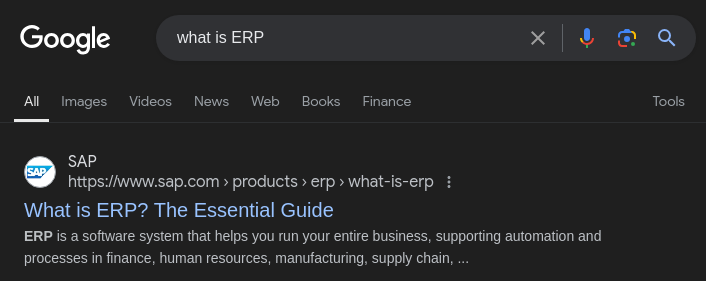 Google
what is ERP
All Images Videos News Web Books Finance Tools
SAP
SAP
https://www.sap.com › products › erp › what-is-erp
What is ERP? The Essential Guide
ERP is a software system that helps you run your entire business, supporting automation and
processes in finance, human resources, manufacturing, supply chain, ...